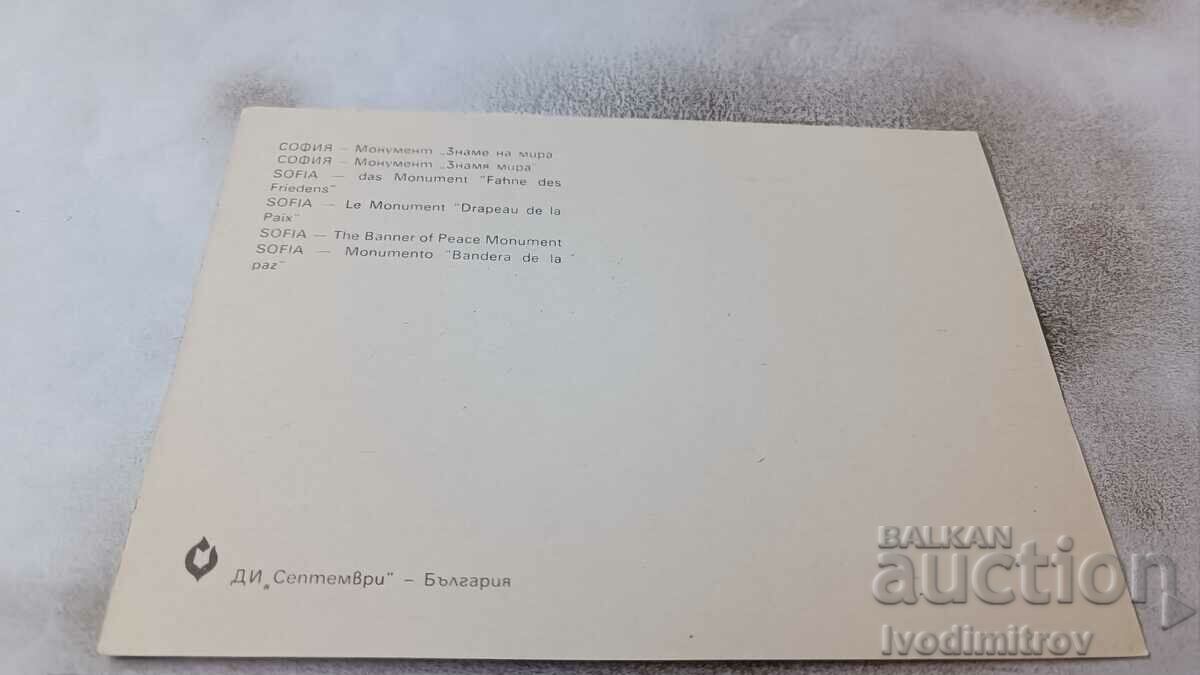 СОФИЯ – Монумент „Знаме на мира
СОФИЯ – Монумент „Знамя мира"
SOFIA — das Monument "Fahne des
Friedens"
SOFIA — Le Monument "Drapeau de la
Paix"
SOFIA — The Banner of Peace Monument
SOFIA — Monumento "Bandera de la
paz"
ДИ „Септември" – България
BALKAN
auction
Ivodimitrov